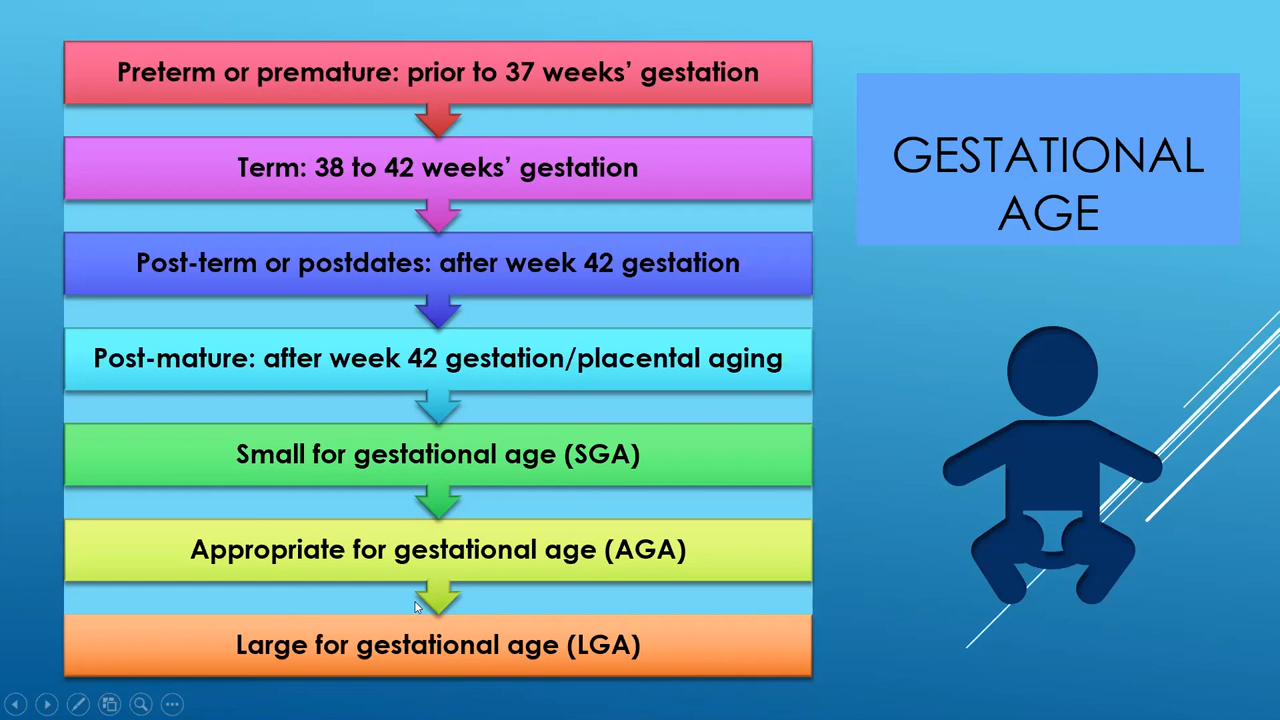 Preterm or premature: prior to 37 weeks’ gestation
Term: 38 to 42 weeks’ gestation
Post-term or postdates: after week 42 gestation
Post-mature: after week 42 gestation/placental aging
Small for gestational age (SGA)
Appropriate for gestational age (AGA)
Large for gestational age (LGA)
GESTATIONAL
AGE